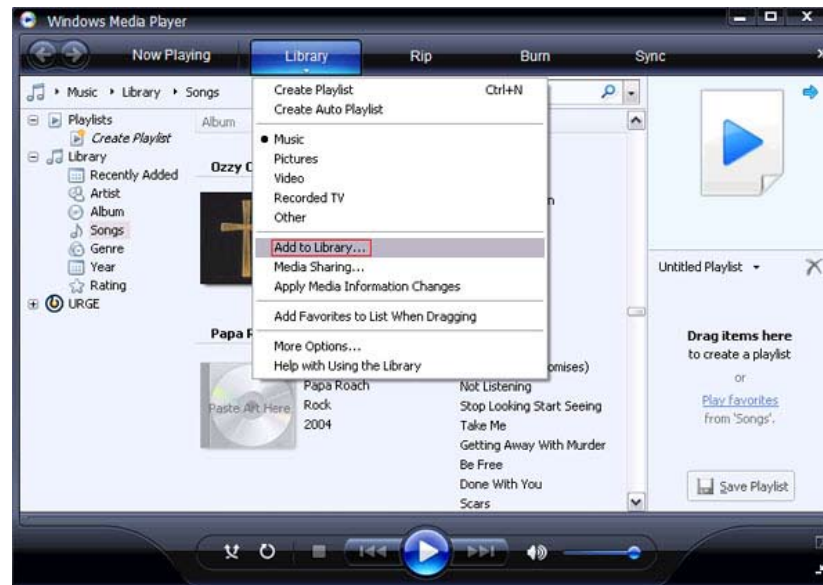 Windows Media Player
Now Playing
Library
Rip
Burn
Sync
Music
Library
Songs
Playlists
Create Playlist
Library
Recently Added
Artist
Album
Songs
Genre
Year
Rating
URGE
Create Playlist Ctrl+N
Create Auto Playlist
Music
Pictures
Video
Recorded TV
Other
Add to Library...
Media Sharing...
Apply Media Information Changes
Add Favorites to List When Dragging
More Options...
Help with Using the Library
Album
Ozzy
Papa
Paste Art Here
Papa Roach
Rock
2004
Not Listening
Stop Looking Start Seeing
Take Me
Getting Away With Murder
Be Free
Done With You
Scars
Untitled Playlist
Drag items here
to create a playlist
or
Play favorites
from 'Songs'.
Save Playlist